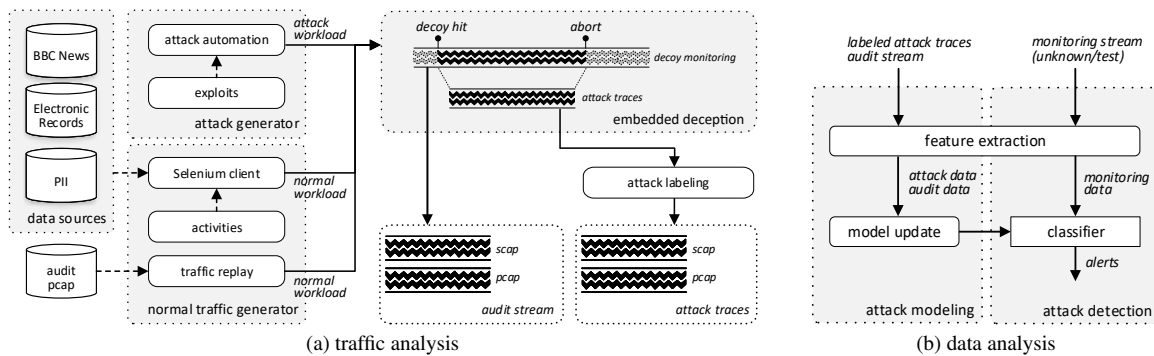 BBC News
Electronic
Records
PII
data sources
audit
pcap
attack automation
exploits
attack generator
Selenium client
activities
traffic replay
normal traffic generator
attack
workload
normal
workload
normal
workload
decoy hit
abort
decoy monitoring
attack traces
embedded deception
attack labeling
scap
pcap
audit stream
scap
pcap
attack traces
(a) traffic analysis
labeled attack traces
audit stream
monitoring stream
(unknown/test)
feature extraction
attack data
audit data
monitoring
data
model update
classifier
alerts
attack modeling
attack detection
(b) data analysis